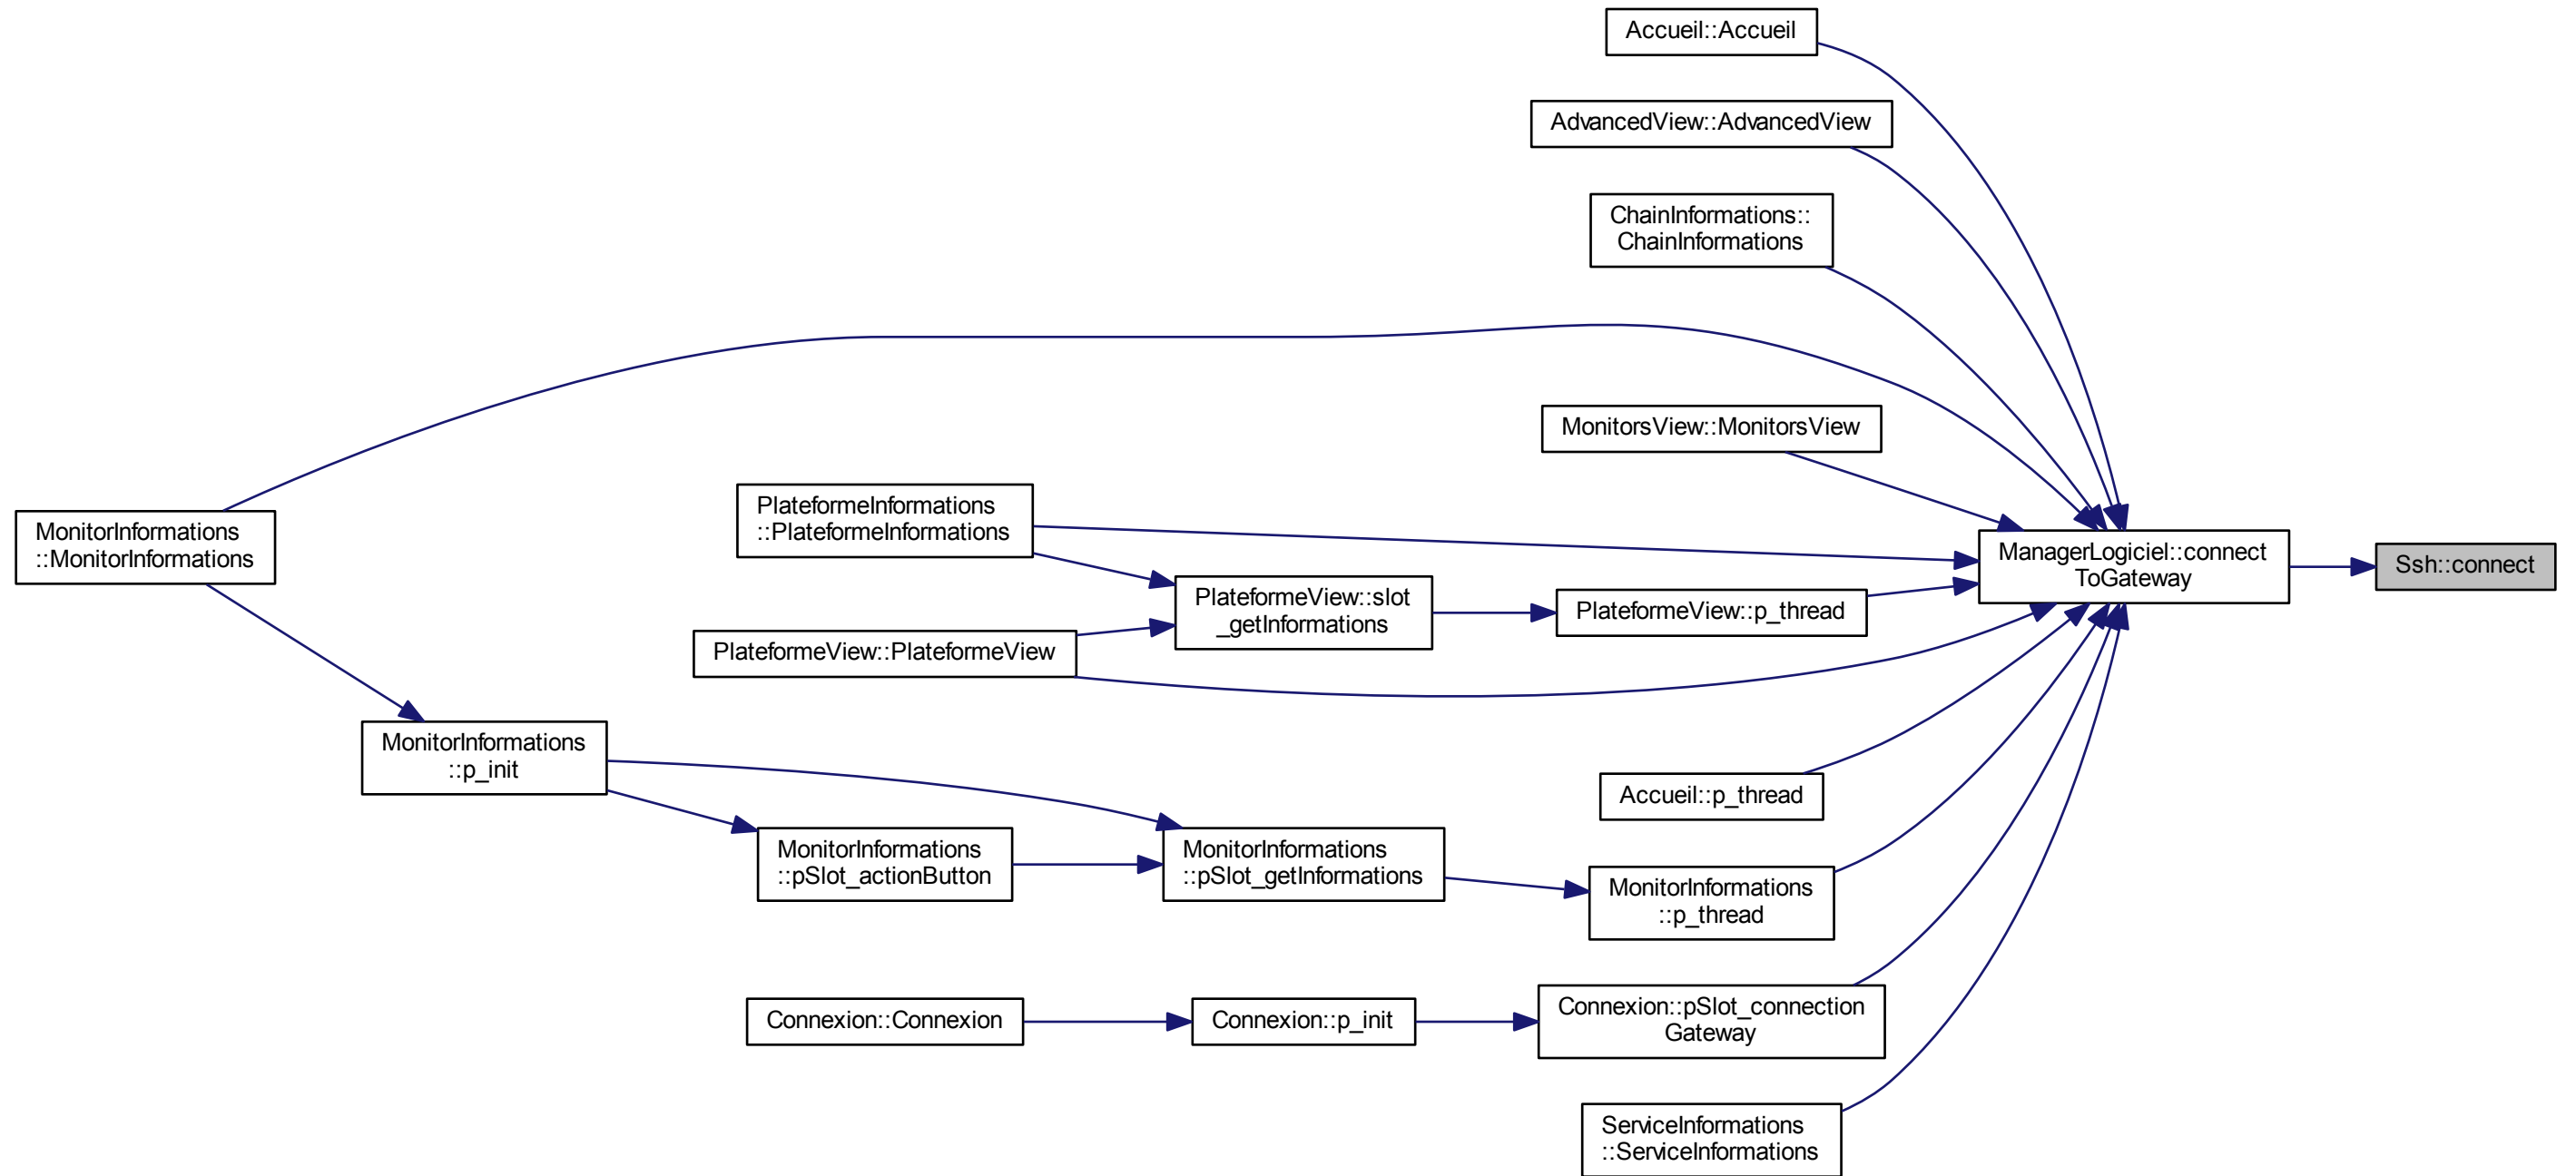 Accueil::Accueil
AdvancedView::AdvancedView
ChainInformations::
ChainInformations
MonitorsView::MonitorsView
PlateformeInformations
::PlateformeInformations
MonitorInformations
::MonitorInformations
ManagerLogiciel::connect
ToGateway
Ssh::connect
PlateformeView::slot
_getInformations
PlateformeView::p_thread
PlateformeView::PlateformeView
MonitorInformations
::p_init
Accueil::p_thread
MonitorInformations
::pSlot_actionButton
MonitorInformations
::pSlot_getInformations
MonitorInformations
::p_thread
Connexion::Connexion
Connexion::p_init
Connexion::pSlot_connection
Gateway
ServiceInformations
::ServiceInformations